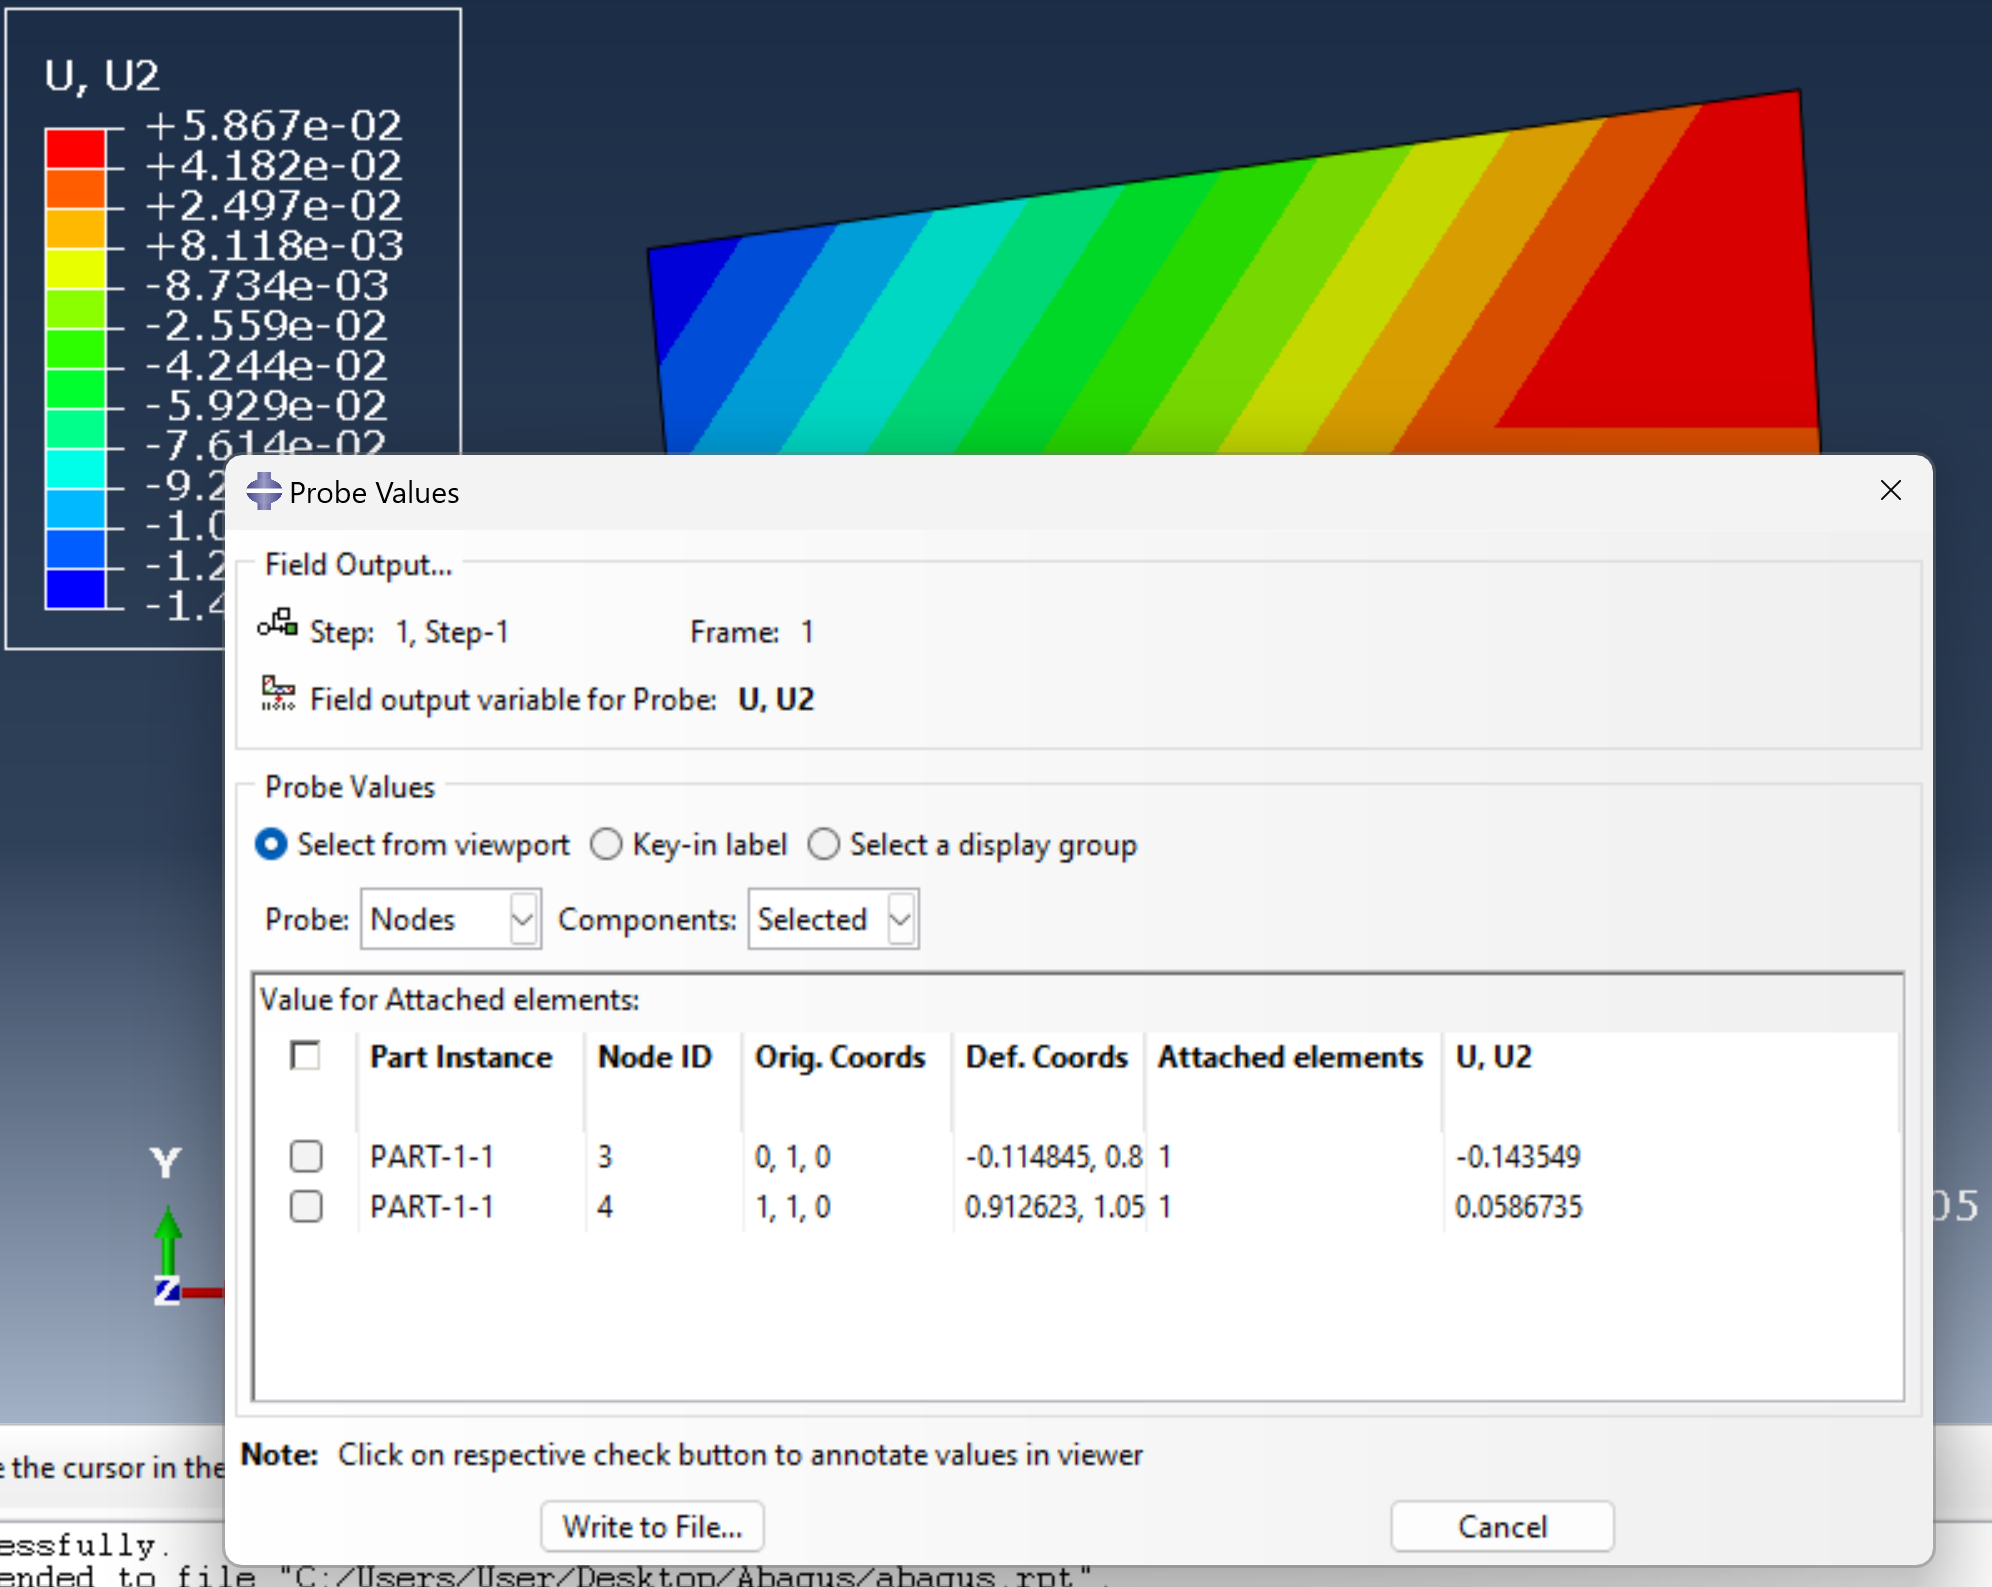 U, U2
+5.867e-02
+4.182e-02
+2.497e-02
+8.118e-03
-8.734e-03
-2.559e-02
-4.244e-02
-5.929e-02
-7.614e-02
-9.2
-1.0
-1.2
-1.4
Probe Values
Field Output...
Step: 1, Step-1 Frame: 1
Field output variable for Probe: U, U2
Probe Values
Select from viewport Key-in label Select a display group
Probe: Nodes Components: Selected
Value for Attached elements:
Part Instance Node ID Orig. Coords Def. Coords Attached elements U, U2
PART-1-1 3 0, 1, 0 -0.114845, 0.8 1 -0.143549
PART-1-1 4 1, 1, 0 0.912623, 1.05 1 0.0586735
Y
Z
05
Note: Click on respective check button to annotate values in viewer
e the cursor in the
Write to File... Cancel
essfully.
ended to file "C:/Users/User/Desktop/Abaqus/abaqus.rpt".